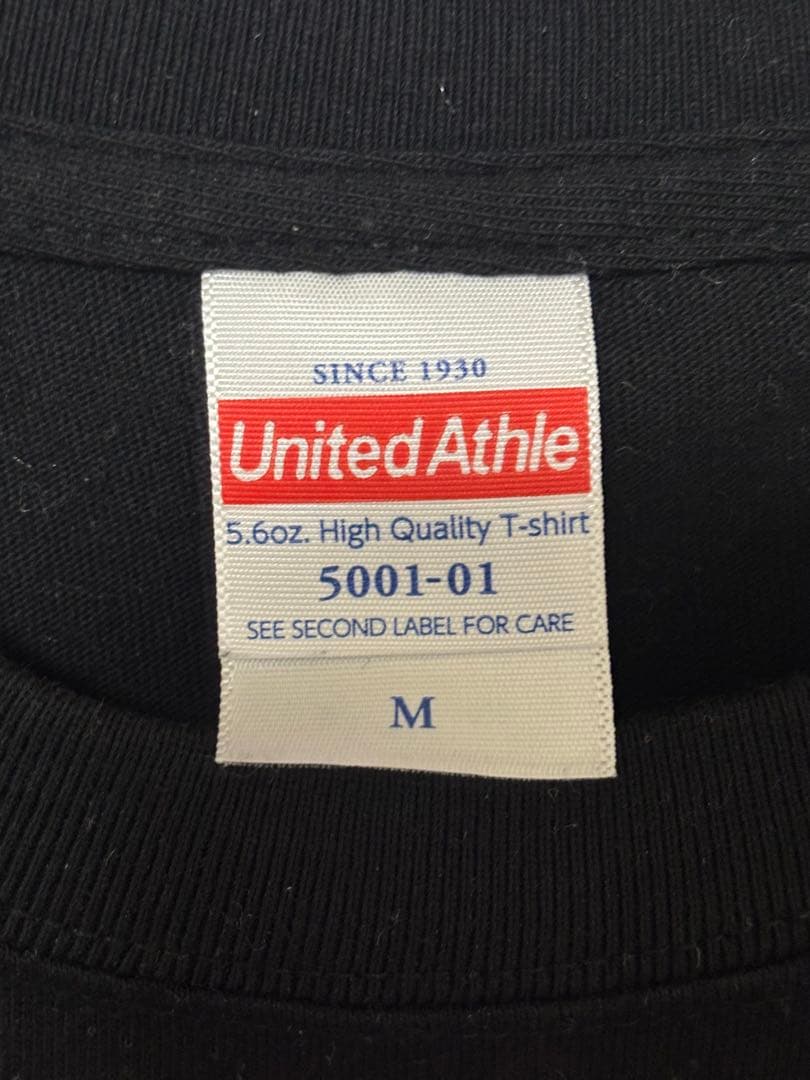 SINCE 1930
United Athle
5.6oz. High Quality T-shirt
5001-01
SEE SECOND LABEL FOR CARE
M